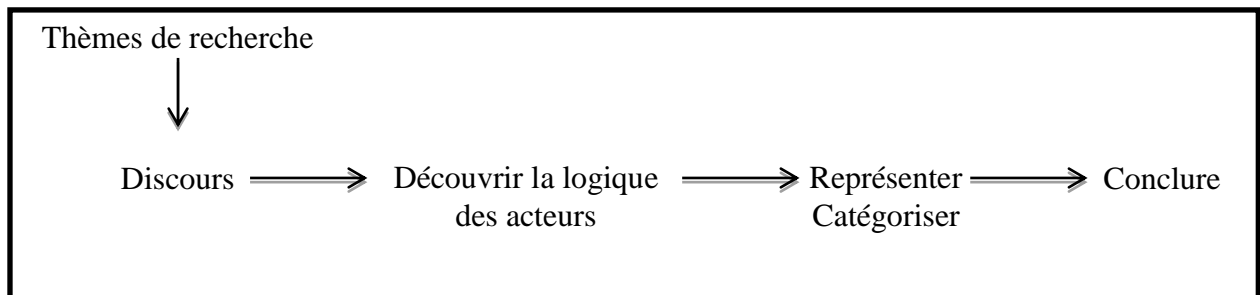 Thèmes de recherche
Discours
Découvrir la logique
des acteurs
Représenter
Catégoriser
Conclure